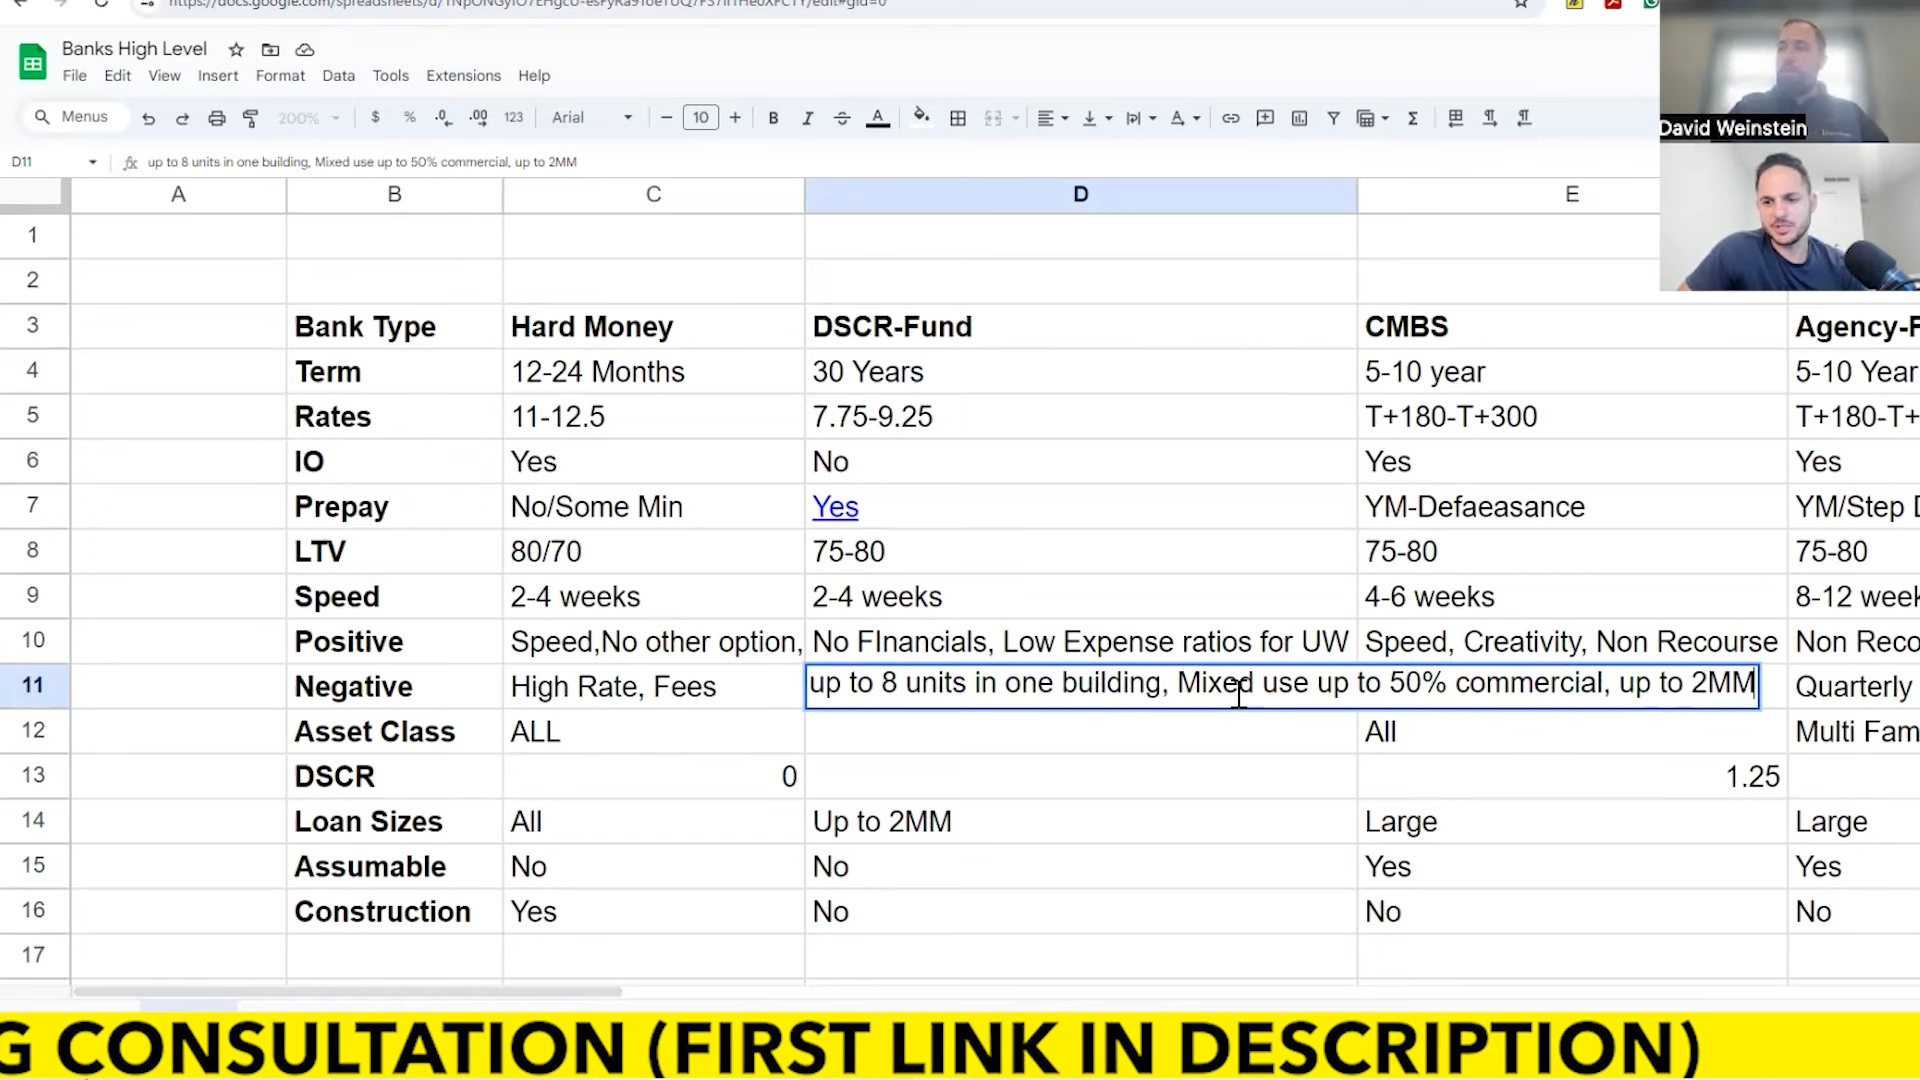 Banks High Level
File Edit View Insert Format Data Tools Extensions Help
Menus 200% $ % .0 .00 123 Arial 10 B I A
David Weinstein
D11 fx up to 8 units in one building, Mixed use up to 50% commercial, up to 2MM
A B C D E
1
2
3 Bank Type Hard Money DSCR-Fund CMBS Agency-F
4 Term 12-24 Months 30 Years 5-10 year 5-10 Year
5 Rates 11-12.5 7.75-9.25 T+180-T+300 T+180-T+
6 IO Yes No Yes Yes
7 Prepay No/Some Min Yes YM-Defaeasance YM/Step D
8 LTV 80/70 75-80 75-80 75-80
9 Speed 2-4 weeks 2-4 weeks 4-6 weeks 8-12 week
10 Positive Speed,No other option, No FInancials, Low Expense ratios for UW Speed, Creativity, Non Recourse Non Reco
11 Negative High Rate, Fees up to 8 units in one building, Mixed use up to 50% commercial, up to 2MM Quarterly
12 Asset Class ALL All Multi Fam
13 DSCR 0 1.25
14 Loan Sizes All Up to 2MM Large Large
15 Assumable No No Yes Yes
16 Construction Yes No No No
17
G CONSULTATION (FIRST LINK IN DESCRIPTION)